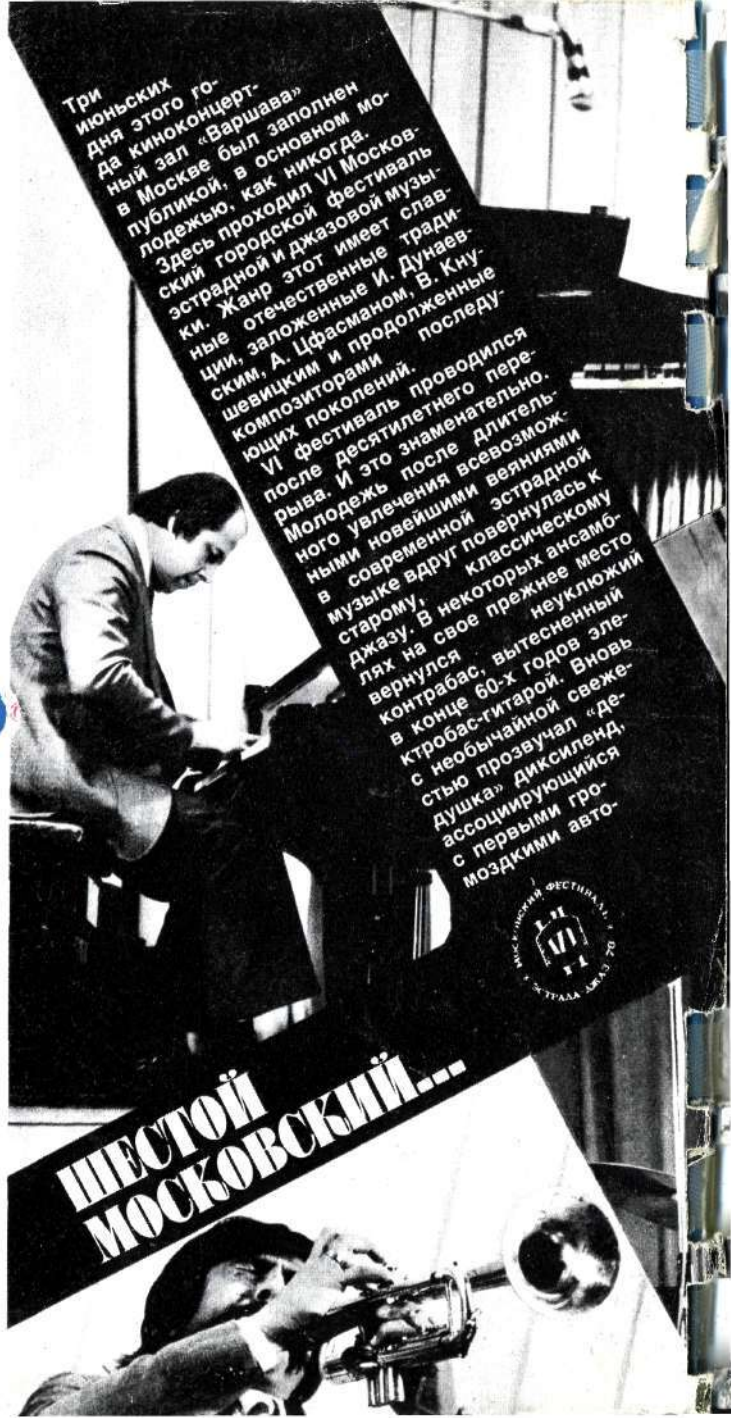 Три
июньских
дня этого го-
да киноконцерт-
ный зал «Варшава»
в Москве был заполнен
публикой, в основном мо-
лодежью, как никогда.
Здесь проходил VI Москов-
ский городской фестиваль
эстрадной и джазовой музы-
ки. Жанр этот имеет слав-
ные отечественные тради-
ции, заложенные И. Дунаев-
ским, А. Цфасманом, В. Кну-
шевицким и продолженные
композиторами последу-
ющих поколений.
VI фестиваль проводился
после десятилетнего пере-
рыва. И это знаменательно.
Молодежь после длитель-
ного увлечения всевозмож-
ными новейшими веяниями
в современной эстрадной
музыке вдруг повернулась к
старому, классическому
джазу. В некоторых ансамб-
лях на свое прежнее место
вернулся неуклюжий
контрабас, вытесненный
в конце 60-х годов эле-
ктробас-гитарой. Вновь
с необычайной свеже-
стью прозвучал «де-
душка» диксиленд,
ассоциирующийся
с первыми гро-
моздкими авто-
МОСКОВСКИЙ ФЕСТИВАЛЬ
ЭСТРАДА ДЖАЗ
ШЕСТОЙ
МОСКОВСКИЙ...